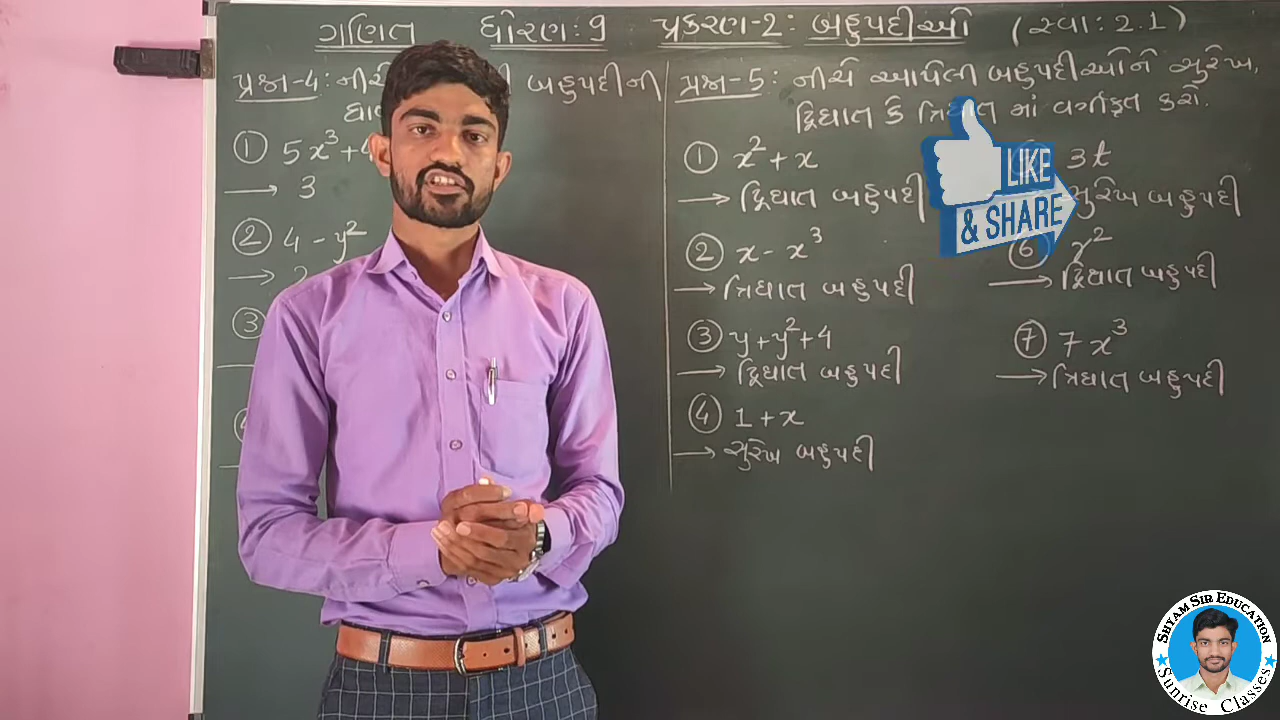 ગણિત ધોરણ: 9 પ્રકરણ-2: બહુપદીઓ (સ્વા: 2.1)
પ્રશ્ન-4: નીચે બહુપદીની
① 5x³+4
→ 3
② 4 - y²
→ 2
③
④
પ્રશ્ન-5: નીચે આપેલી બહુપદીઓને સુરેખ,
દ્વિઘાત કે ત્રિઘાત માં વર્ગીકૃત કરો.
① x² + x
→ દ્વિઘાત બહુપદી
② x - x³
→ ત્રિઘાત બહુપદી
③ y + y² + 4
→ દ્વિઘાત બહુપદી
④ 1 + x
→ સુરેખ બહુપદી
3t
સુરેખ બહુપદી
⑥ x²
→ દ્વિઘાત બહુપદી
⑦ 7x³
→ ત્રિઘાત બહુપદી
LIKE
& SHARE
SHYAM SIR EDUCATION
Sunrise Classes